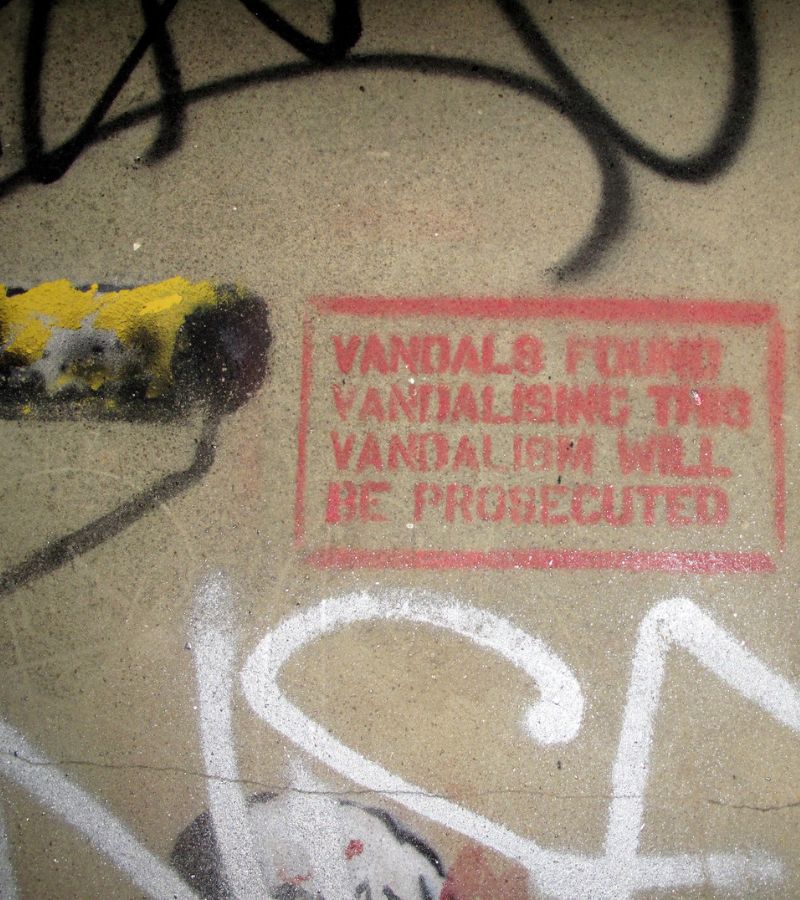 VANDALS FOUND
VANDALISING THIS
VANDALISM WILL
BE PROSECUTED